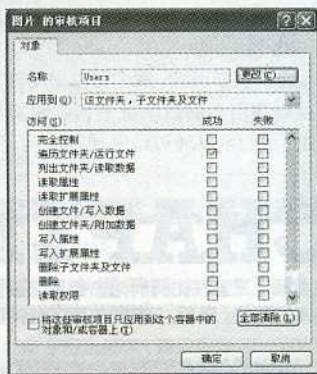 图片 的审核项目
对象
名称 Users 更改(C)...
应用到(O): 该文件夹,子文件夹及文件
访问(S): 成功 失败
完全控制
遍历文件夹/运行文件
列出文件夹/读取数据
读取属性
读取扩展属性
创建文件/写入数据
创建文件夹/附加数据
写入属性
写入扩展属性
删除子文件夹及文件
删除
读取权限
将这些审核项目只应用到这个容器中的 全部清除(L)
对象和/或容器上(T)
确定 取消